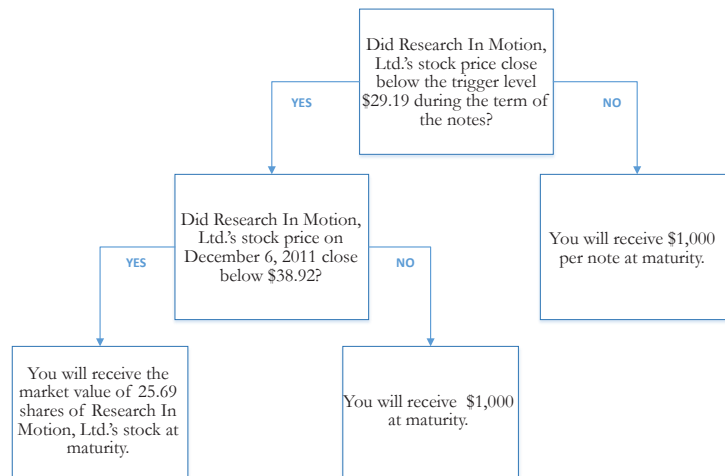 Did Research In Motion,
Ltd.'s stock price close
below the trigger level
$29.19 during the term of
the notes?
YES
NO
Did Research In Motion,
Ltd.'s stock price on
December 6, 2011 close
below $38.92?
You will receive $1,000
per note at maturity.
YES
NO
You will receive the
market value of 25.69
shares of Research In
Motion, Ltd.'s stock at
maturity.
You will receive $1,000
at maturity.